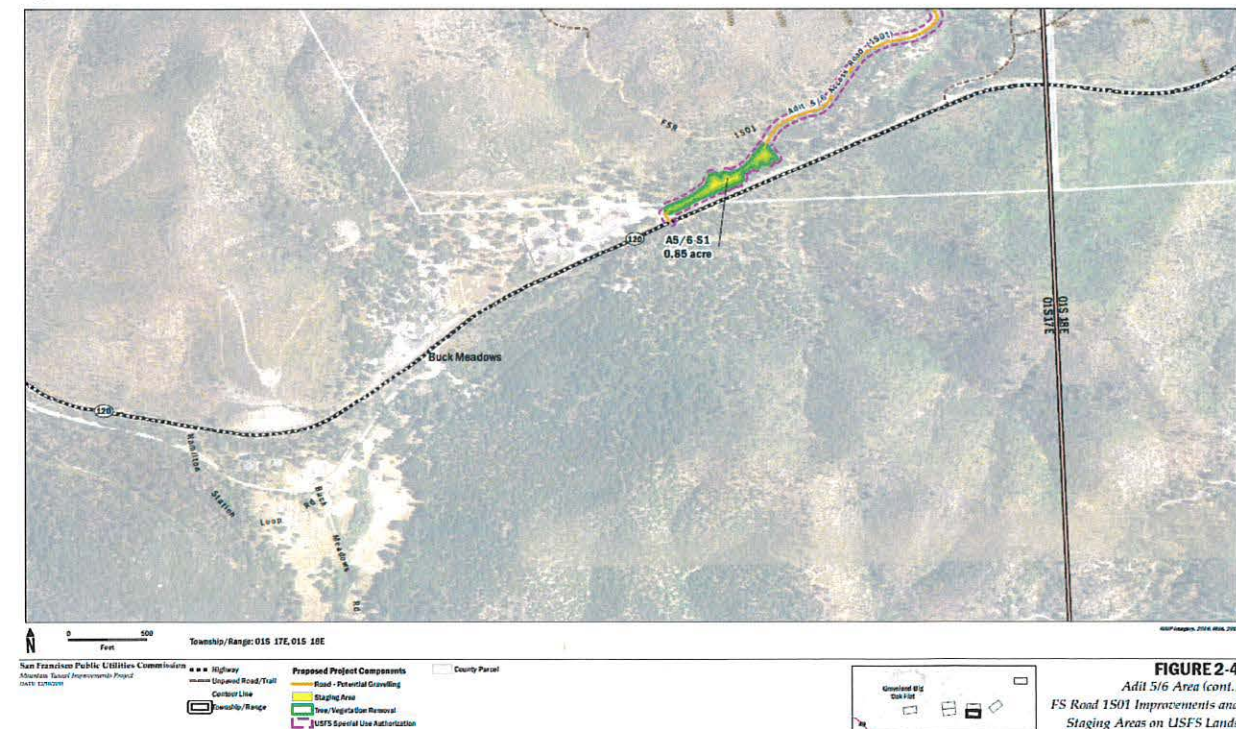 Adit 5/6 Access Road (1S01)
FSR 1S01
A5/6-S1
0.85 acre
120
Buck Meadows
01S 17E
01S 18E
120
Hamilton Station Loop Rd
Buck Meadows Rd
N
0 500
Feet
Township/Range: 01S 17E, 01S 18E
San Francisco Public Utilities Commission
Mountain Tunnel Improvements Project
DATE
Highway
Unpaved Road/Trail
Contour Line
Township/Range
Proposed Project Components
Road - Potential Gravelling
Staging Area
Tree/Vegetation Removal
USFS Special Use Authorization
County Parcel
Groveland Big
Oak Flat
FIGURE 2-4
Adit 5/6 Area (cont.
FS Road 1S01 Improvements and
Staging Areas on USFS Lands